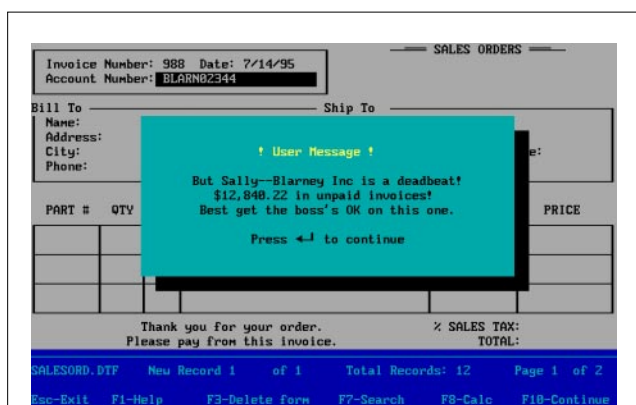 SALES ORDERS
Invoice Number: 988 Date: 7/14/95
Account Number: BLARN02344
Bill To
Ship To
Name:
Address:
City:
e:
Phone:
! User Message !
But Sally--Blarney Inc is a deadbeat!
$12,840.22 in unpaid invoices!
Best get the boss's OK on this one.
Press ↵ to continue
PART # QTY PRICE
Thank you for your order. % SALES TAX:
Please pay from this invoice. TOTAL:
SALESORD.DTF New Record 1 of 1 Total Records: 12 Page 1 of 2
Esc-Exit F1-Help F3-Delete form F7-Search F8-Calc F10-Continue